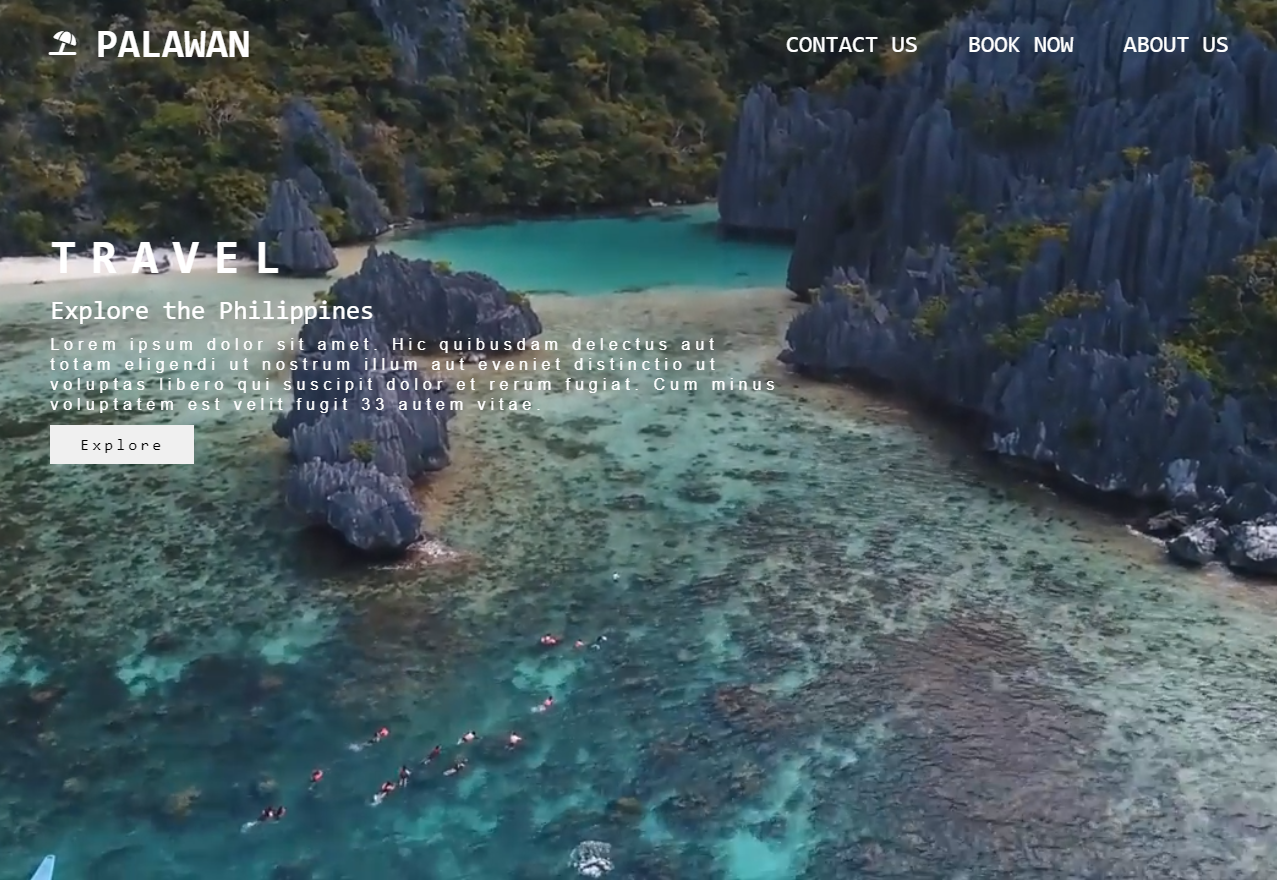 PALAWAN
CONTACT US
BOOK NOW
ABOUT US
TRAVEL
Explore the Philippines
Lorem ipsum dolor sit amet. Hic quibusdam delectus aut
totam eligendi ut nostrum illum aut eveniet distinctio ut
voluptas libero qui suscipit dolor et rerum fugiat. Cum minus
voluptatem est velit fugit 33 autem vitae.
Explore